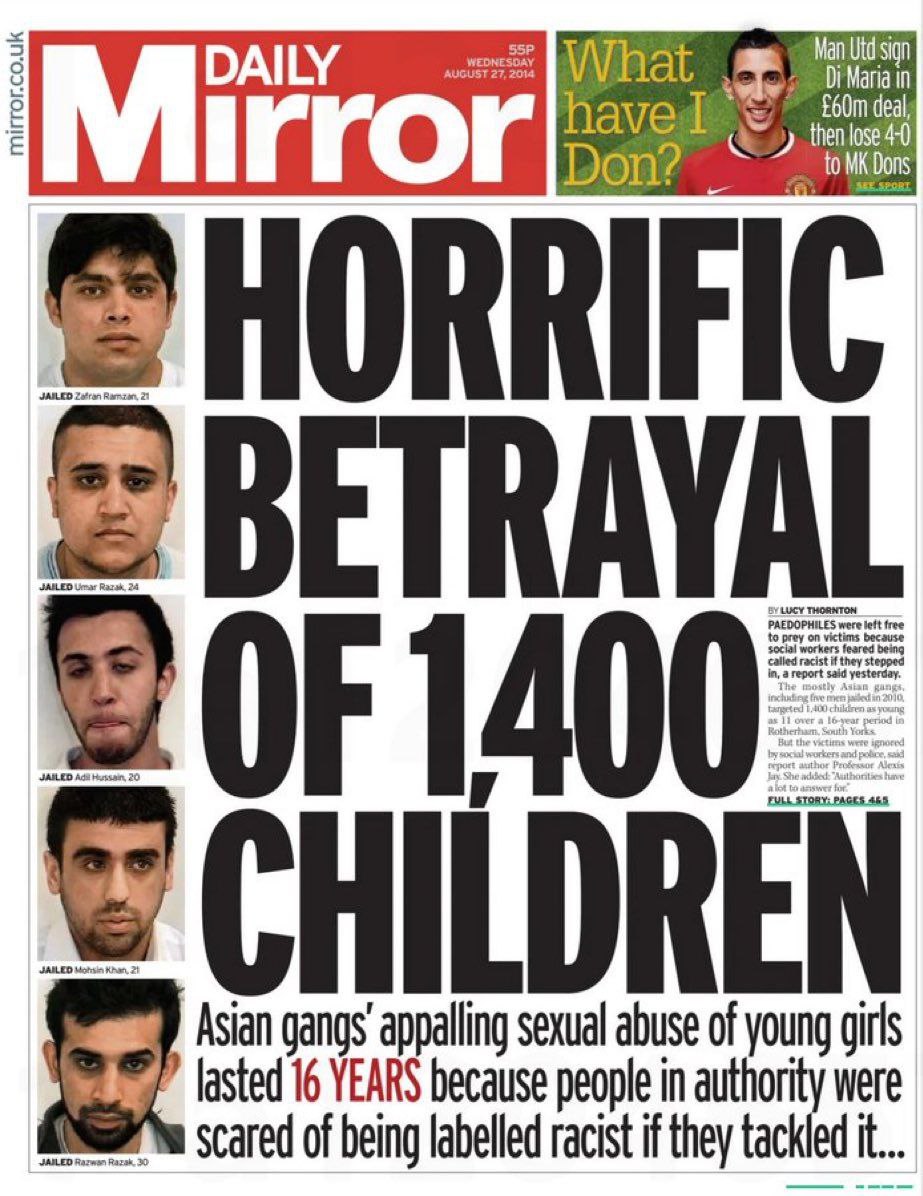 mirror.co.uk
DAILY
Mirror
55P
WEDNESDAY
AUGUST 27, 2014
What
have I
Don?
Man Utd sign
Di Maria in
£60m deal,
then lose 4-0
to MK Dons
SEE SPORT
JAILED Zafran Ramzan, 21
JAILED Umar Razak, 24
JAILED Adil Hussain, 20
JAILED Mohsin Khan, 21
JAILED Razwan Razak, 30
HORRIFIC
BETRAYAL
OF 1,400
CHILDREN
BY LUCY THORNTON
PAEDOPHILES were left free
to prey on victims because
social workers feared being
called racist if they stepped
in, a report said yesterday.
The mostly Asian gangs,
including five men jailed in 2010,
targeted 1,400 children as young
as 11 over a 16-year period in
Rotherham, South Yorks.
But the victims were ignored
by social workers and police, said
report author Professor Alexis
Jay. She added: "Authorities have
a lot to answer for."
FULL STORY: PAGES 4&5
Asian gangs' appalling sexual abuse of young girls
lasted 16 YEARS because people in authority were
scared of being labelled racist if they tackled it...